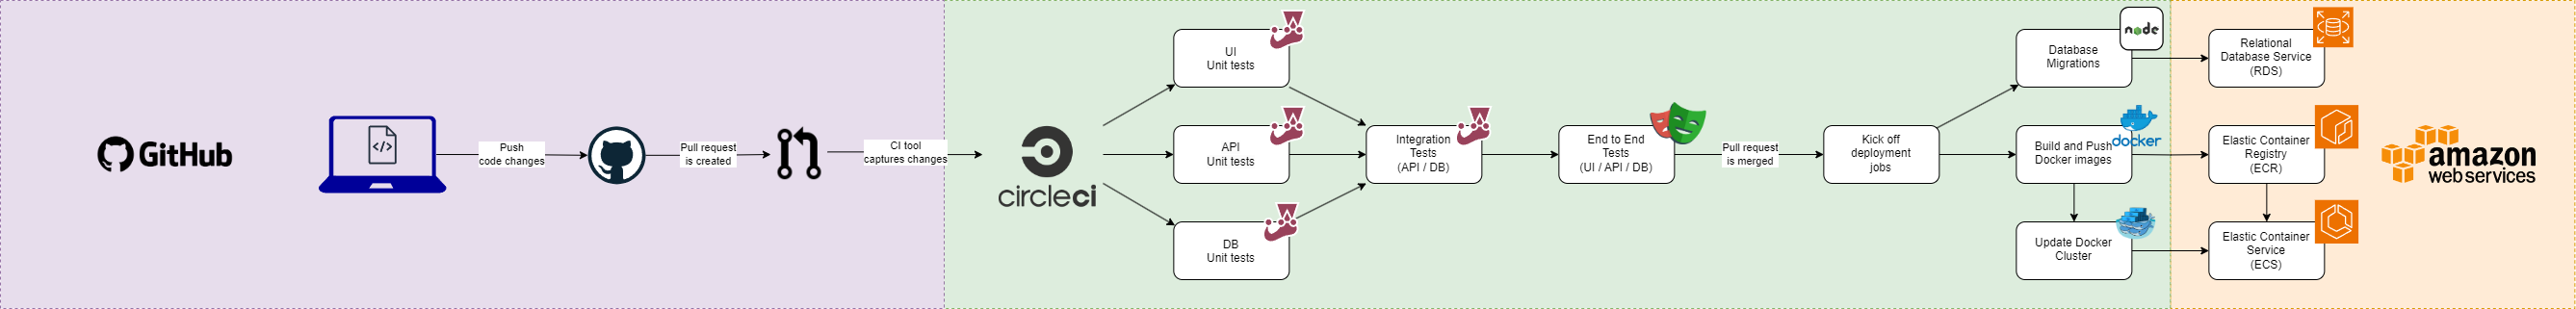 GitHub
Push
code changes
Pull request
is created
CI tool
captures changes
circleci
UI
Unit tests
API
Unit tests
DB
Unit tests
Integration
Tests
(API / DB)
End to End
Tests
(UI / API / DB)
Pull request
is merged
Kick off
deployment
jobs
node
Database
Migrations
docker
Build and Push
Docker images
Update Docker
Cluster
Relational
Database Service
(RDS)
Elastic Container
Registry
(ECR)
Elastic Container
Service
(ECS)
amazon
web services